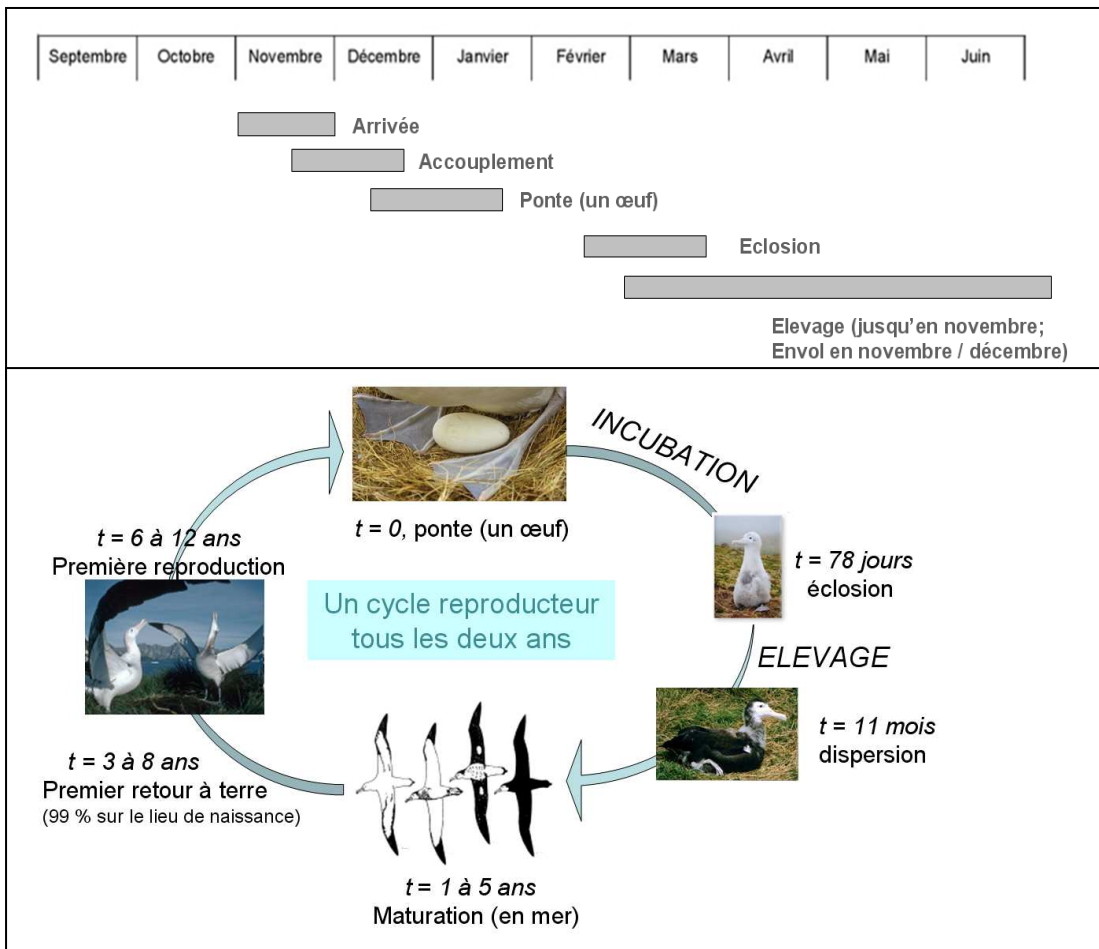 Septembre Octobre Novembre Décembre Janvier Février Mars Avril Mai Juin
Arrivée
Accouplement
Ponte (un œuf)
Eclosion
Elevage (jusqu'en novembre;
Envol en novembre / décembre)
INCUBATION
t = 0, ponte (un œuf)
t = 6 à 12 ans
Première reproduction
t = 78 jours
éclosion
Un cycle reproducteur
tous les deux ans
ELEVAGE
t = 11 mois
dispersion
t = 3 à 8 ans
Premier retour à terre
(99 % sur le lieu de naissance)
t = 1 à 5 ans
Maturation (en mer)